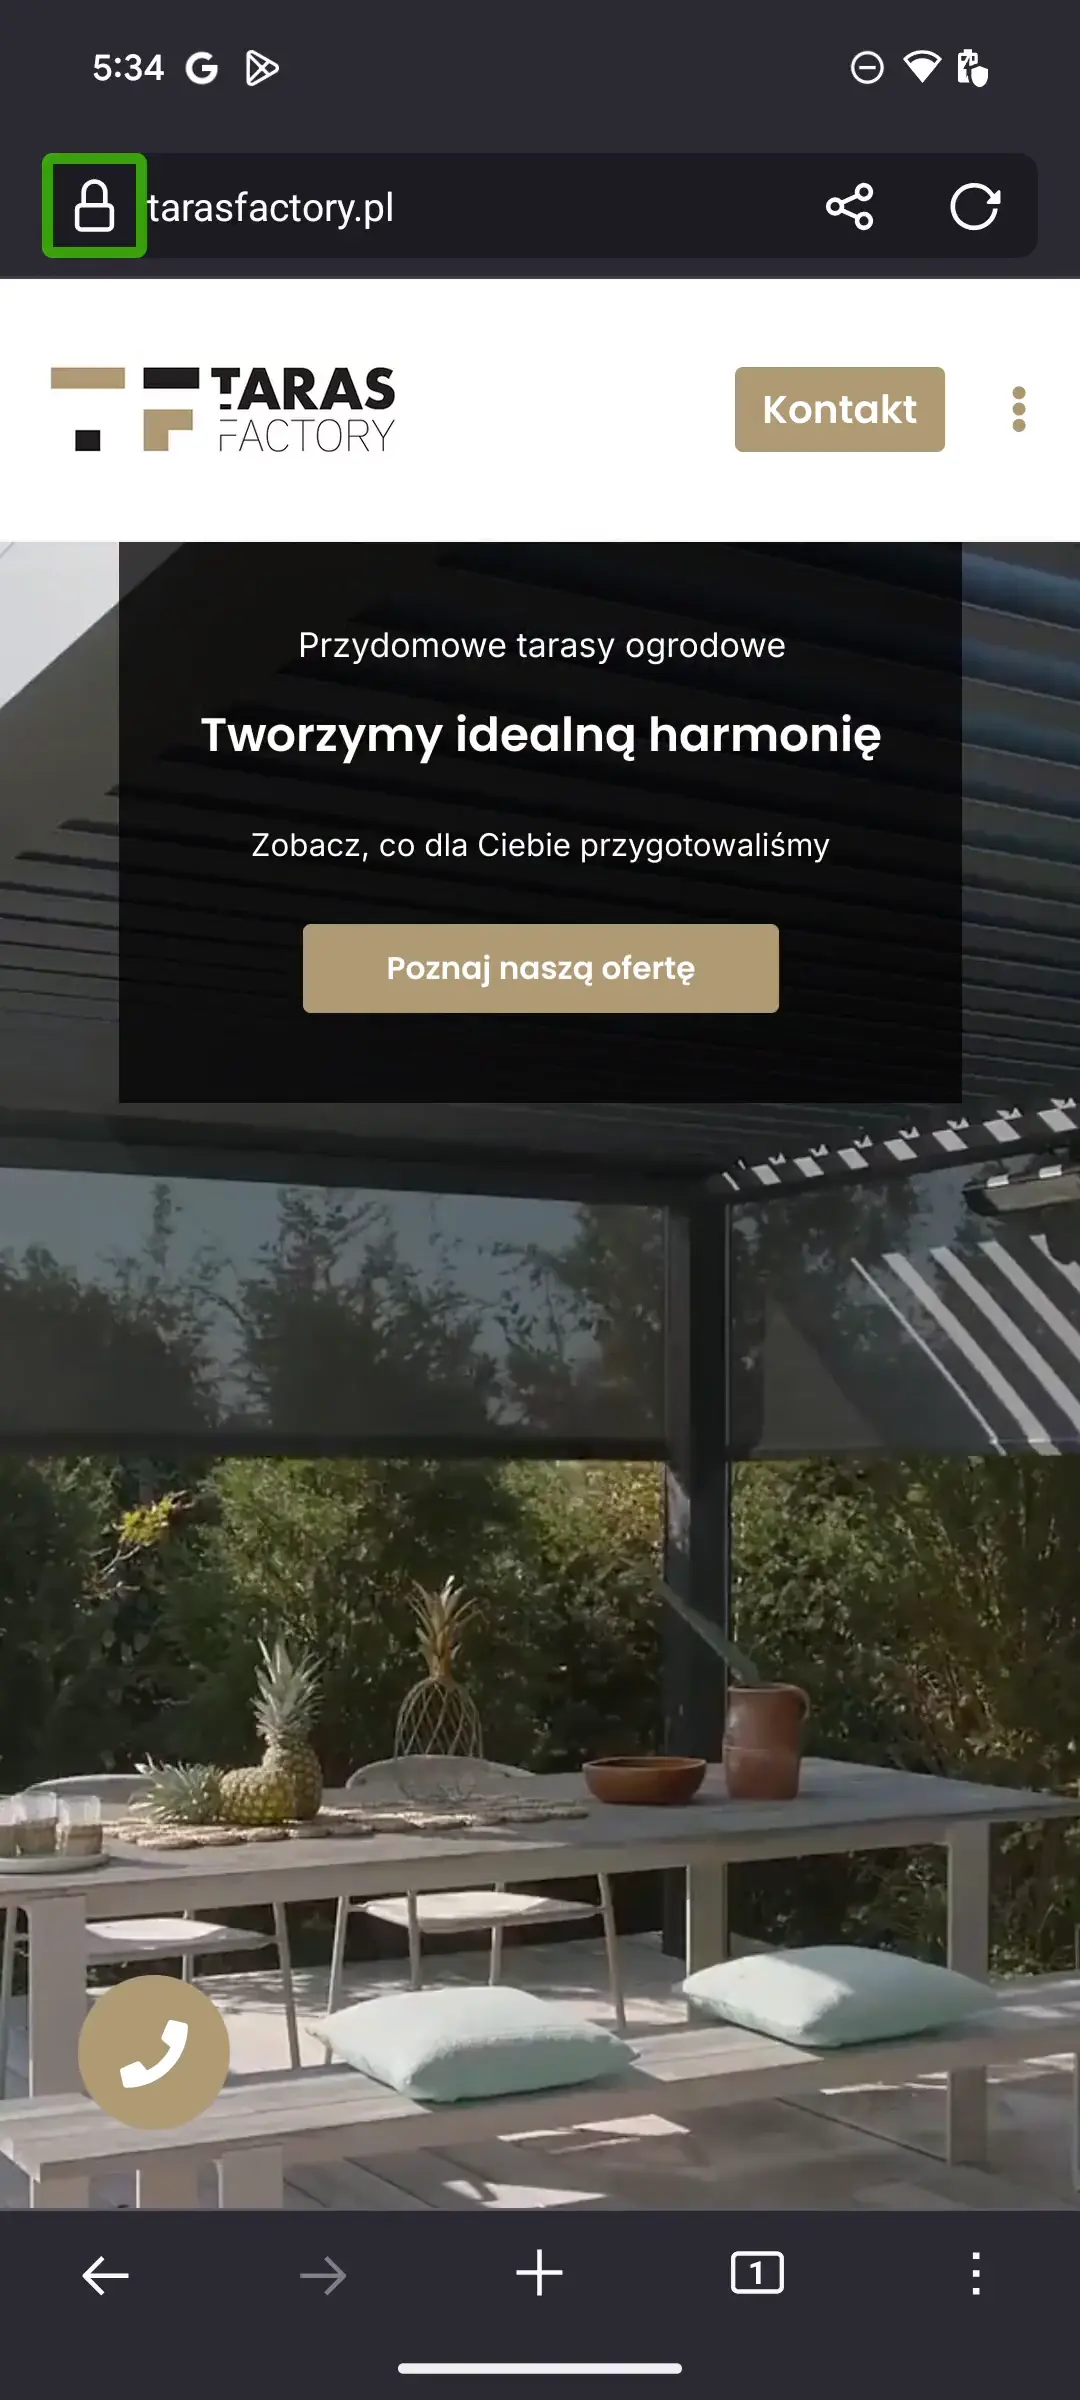 5:34
tarasfactory.pl
TARAS
FACTORY
Kontakt
Przydomowe tarasy ogrodowe
Tworzymy idealną harmonię
Zobacz, co dla Ciebie przygotowaliśmy
Poznaj naszą ofertę
1